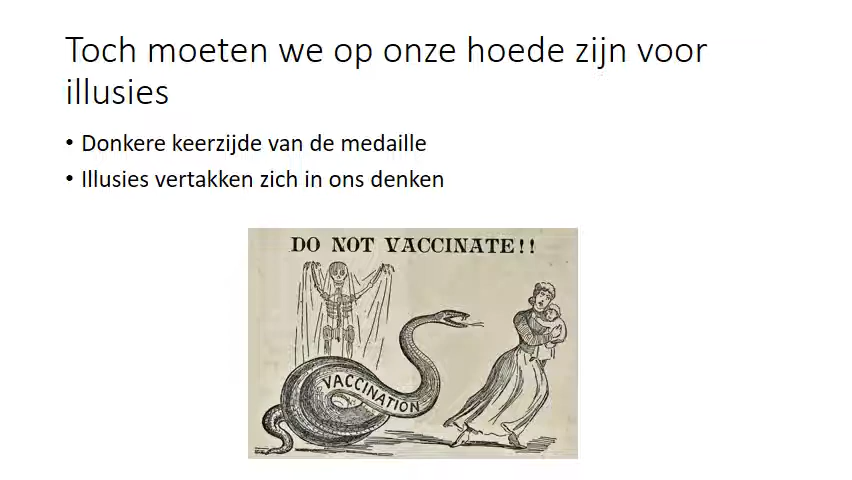 Toch moeten we op onze hoede zijn voor
illusies
• Donkere keerzijde van de medaille
• Illusies vertakken zich in ons denken
DO NOT VACCINATE!!
VACCINATION